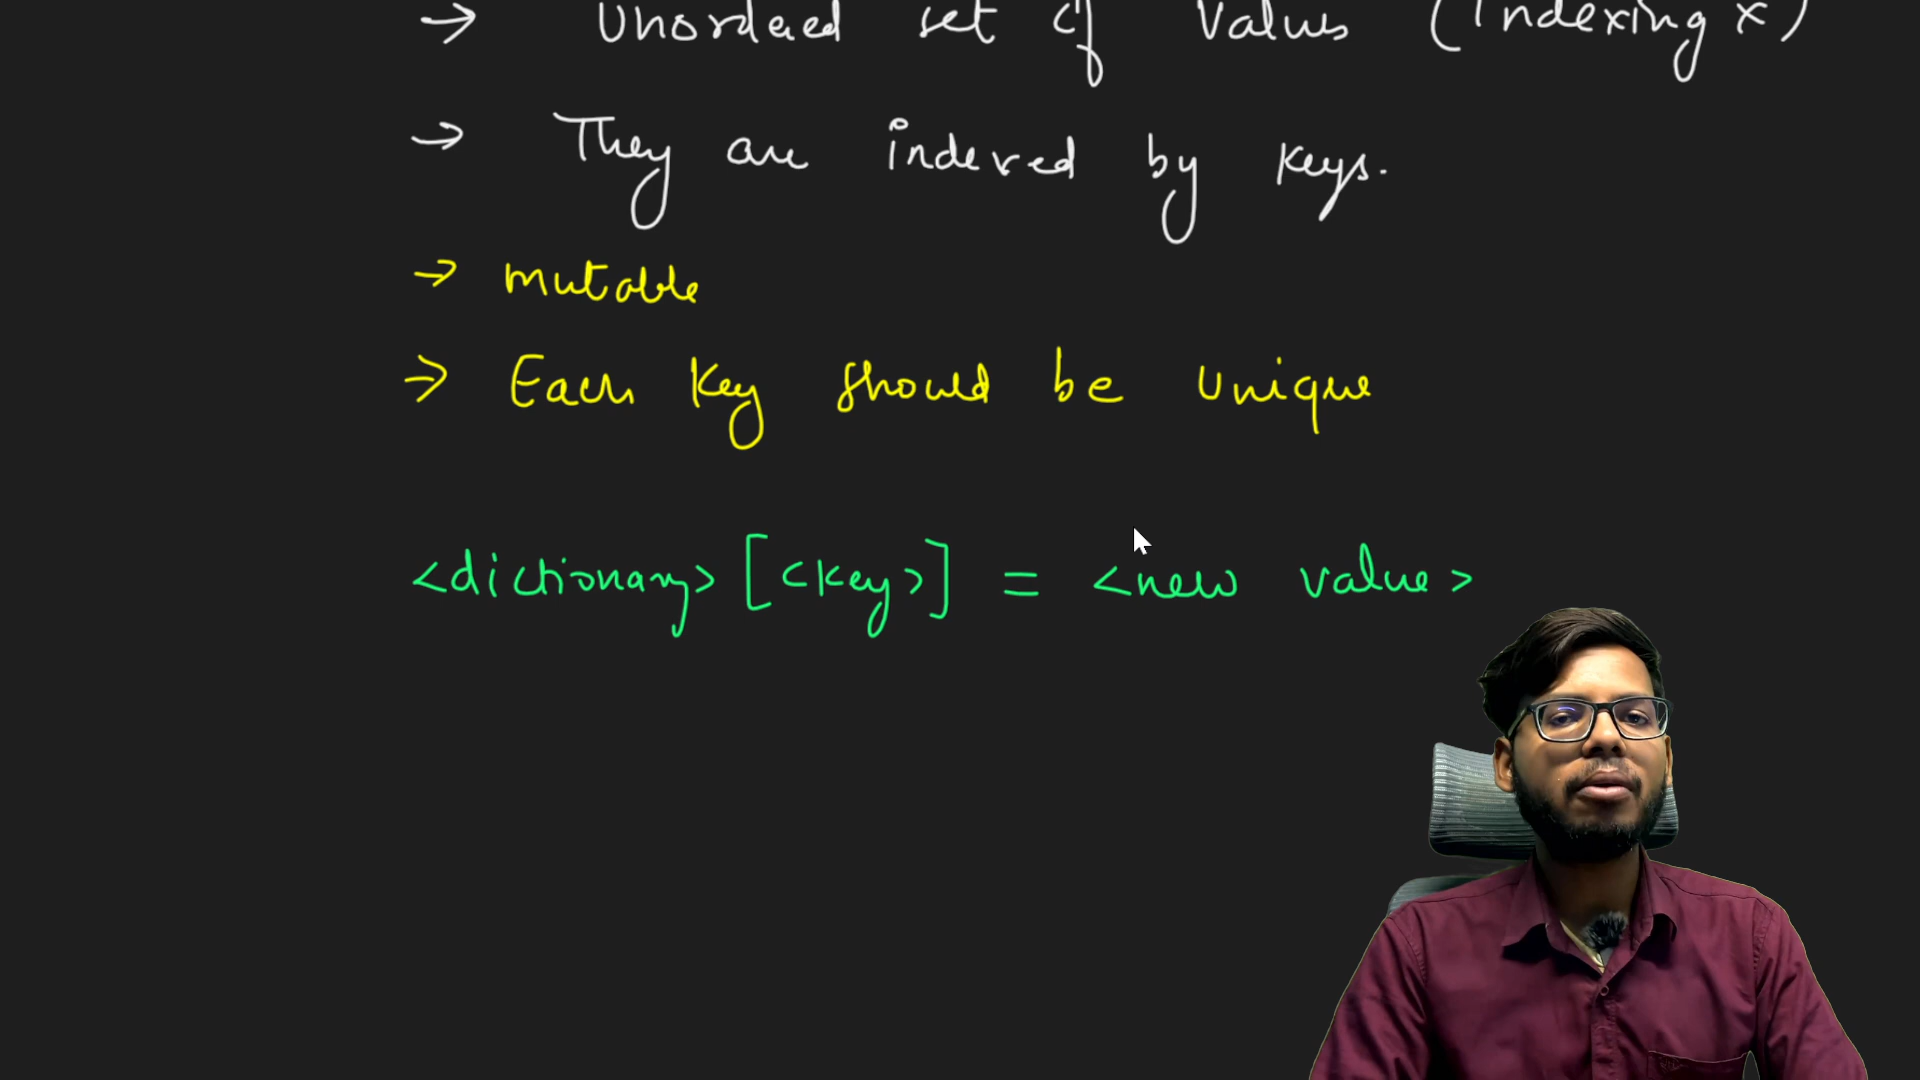 → Unordered set of values (Indexing x)
→ They are indexed by keys.
→ mutable
→ Each key should be unique
<dictionary> [<key>] = <new value>